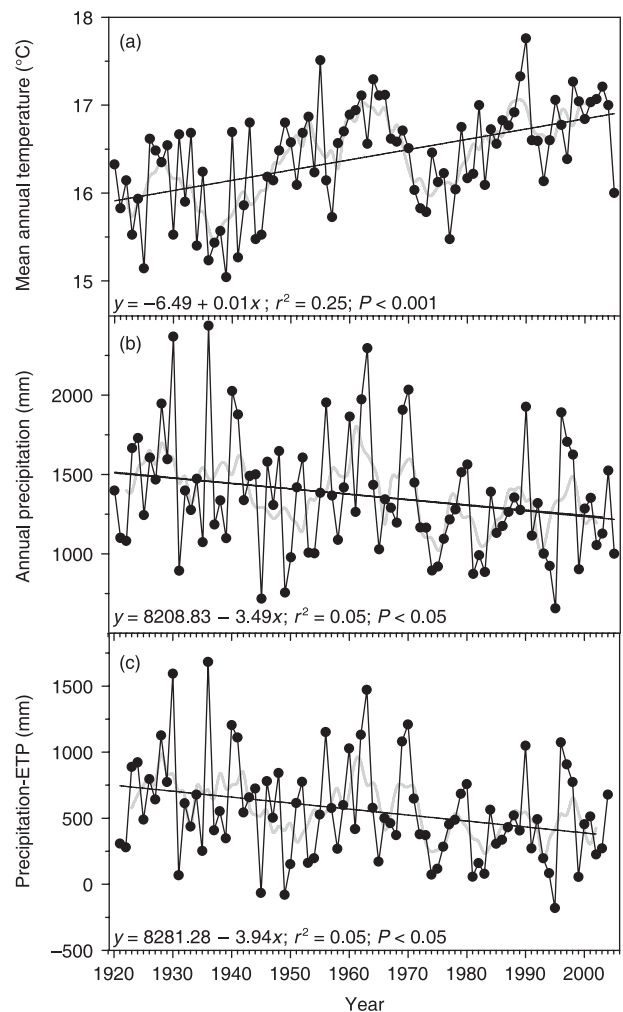 18
(a)
17
16
15
Mean annual temperature (°C)
y = −6.49 + 0.01x ; r² = 0.25; P < 0.001
(b)
2000
1500
1000
Annual precipitation (mm)
y = 8208.83 − 3.49x; r² = 0.05; P < 0.05
(c)
1500
1000
500
0
−500
Precipitation-ETP (mm)
y = 8281.28 − 3.94x; r² = 0.05; P < 0.05
1920 1930 1940 1950 1960 1970 1980 1990 2000
Year